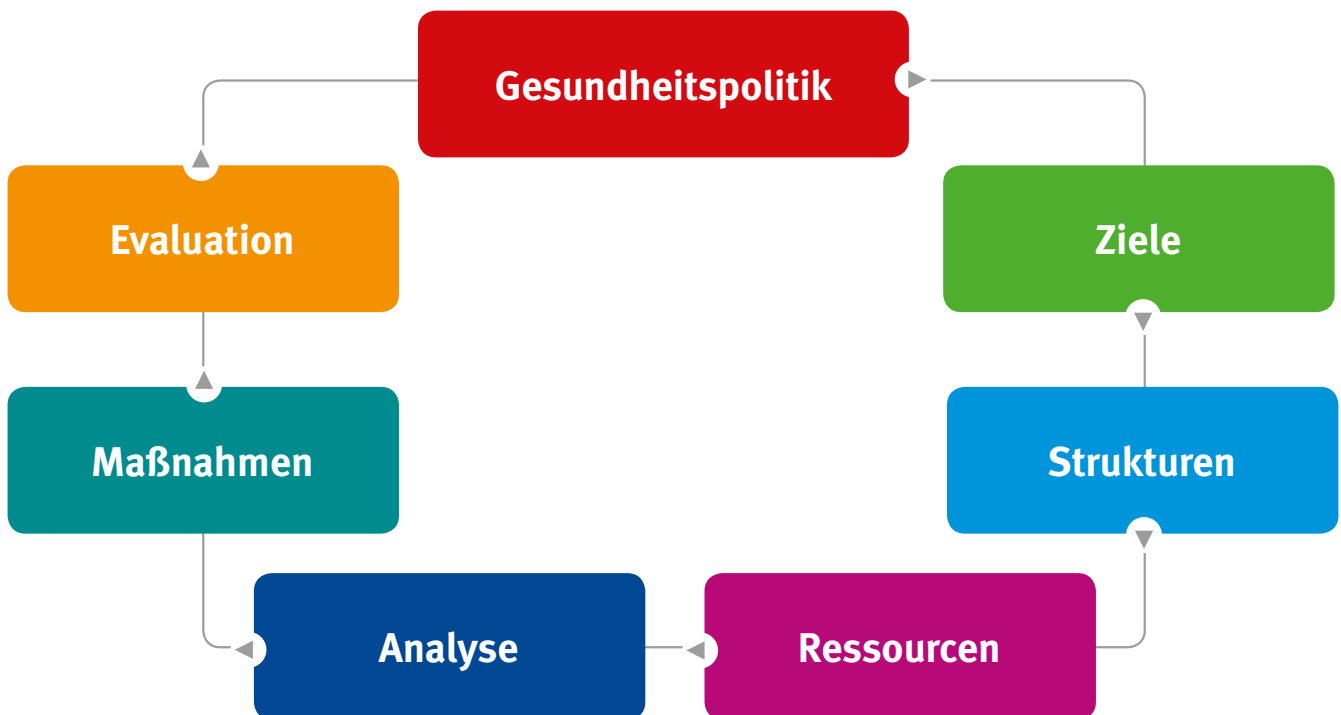 Gesundheitspolitik
Evaluation
Ziele
Maßnahmen
Strukturen
Analyse
Ressourcen